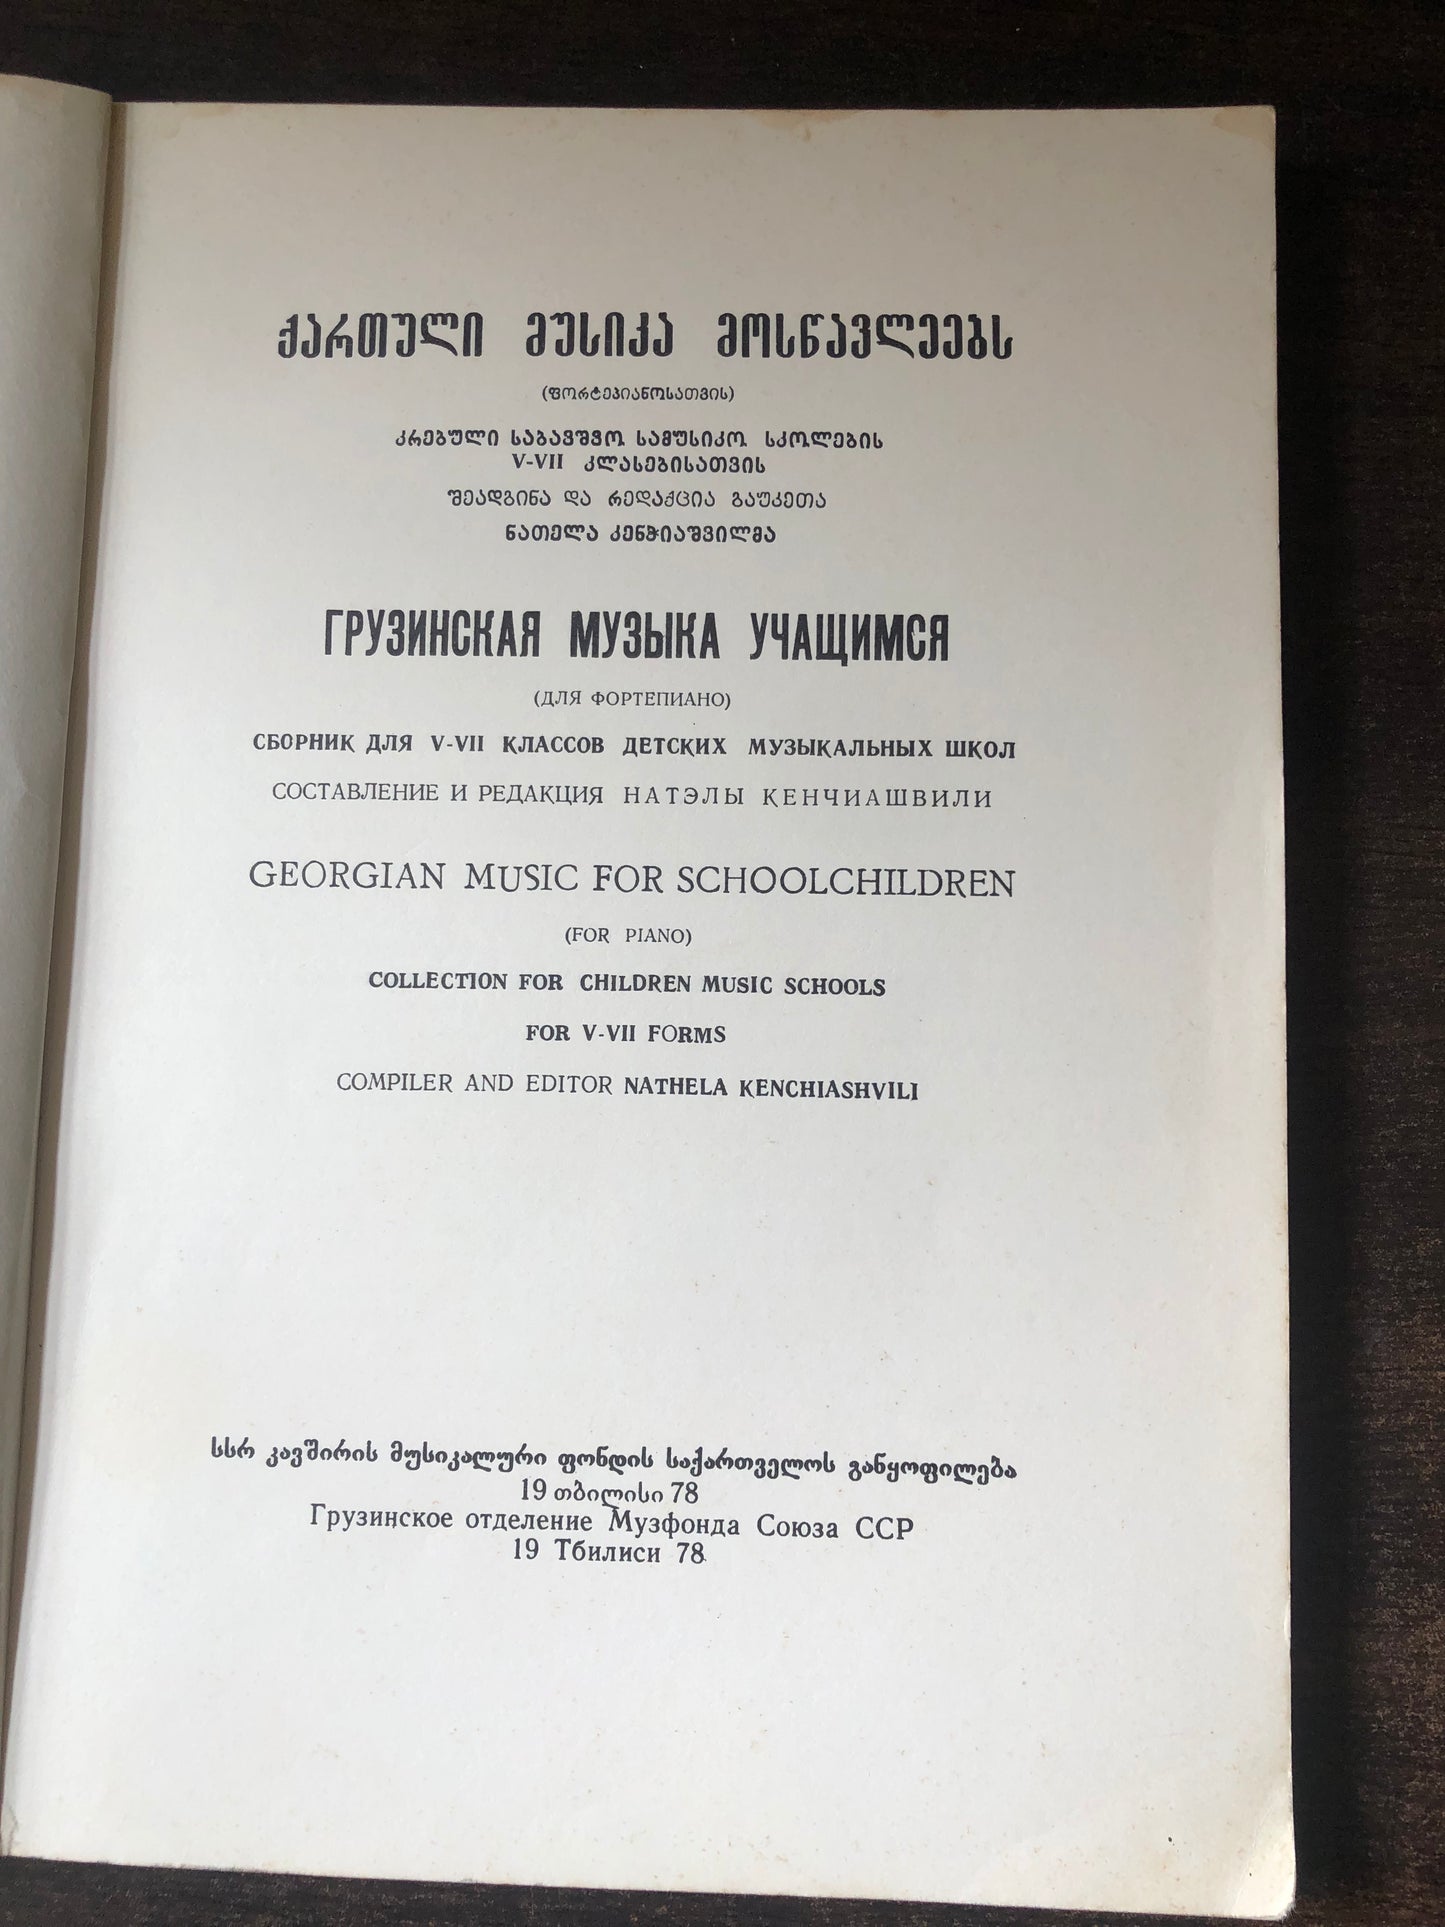 ქართული მუსიკა მოსწავლეებს
(ფორტეპიანოსათვის)
კრებული საბავშვო სამუსიკო სკოლების
V-VII კლასებისათვის
შეადგინა და რედაქცია გაუკეთა
ნათელა კენჭიაშვილმა
ГРУЗИНСКАЯ МУЗЫКА УЧАЩИМСЯ
(ДЛЯ ФОРТЕПИАНО)
СБОРНИК ДЛЯ V-VII КЛАССОВ ДЕТСКИХ МУЗЫКАЛЬНЫХ ШКОЛ
СОСТАВЛЕНИЕ И РЕДАКЦИЯ НАТЭЛЫ КЕНЧИАШВИЛИ
GEORGIAN MUSIC FOR SCHOOLCHILDREN
(FOR PIANO)
COLLECTION FOR CHILDREN MUSIC SCHOOLS
FOR V-VII FORMS
COMPILER AND EDITOR NATHELA KENCHIASHVILI
სსრ კავშირის მუსიკალური ფონდის საქართველოს განყოფილება
19 თბილისი 78
Грузинское отделение Музфонда Союза ССР
19 Тбилиси 78